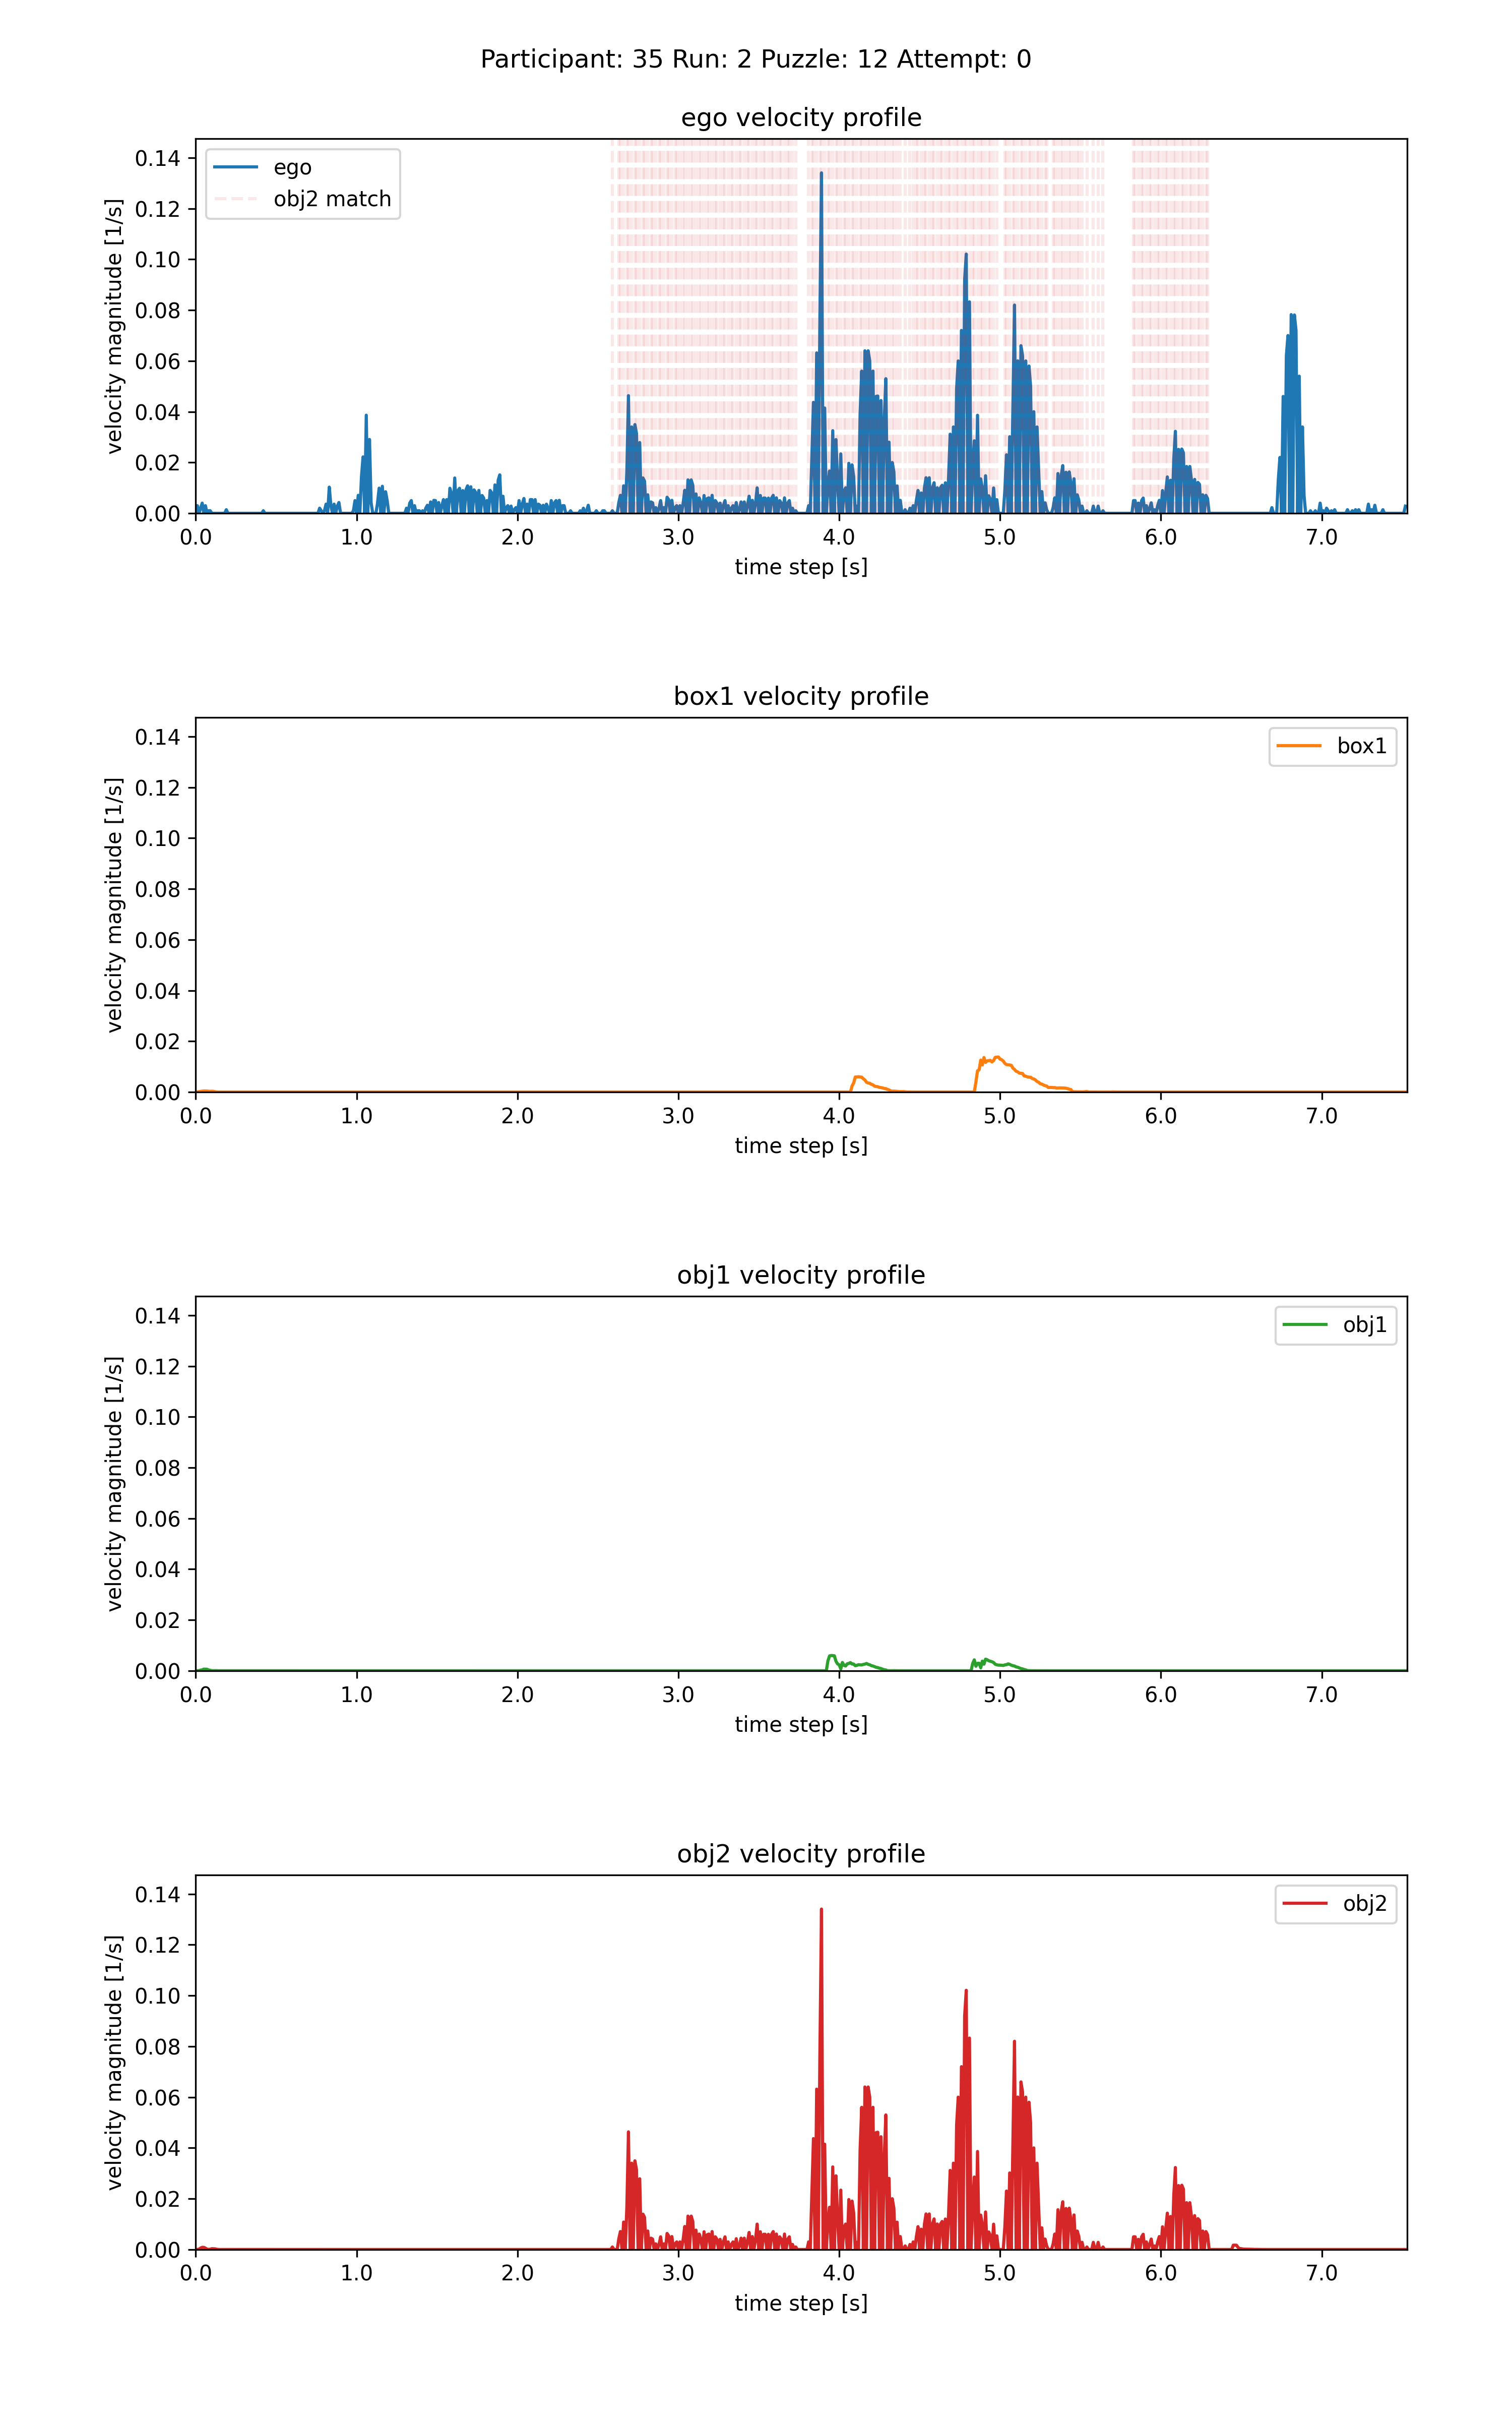 Participant: 35 Run: 2 Puzzle: 12 Attempt: 0
ego velocity profile
velocity magnitude [1/s]
0.14
0.12
0.10
0.08
0.06
0.04
0.02
0.00
ego
obj2 match
0.0 1.0 2.0 3.0 4.0 5.0 6.0 7.0
time step [s]
box1 velocity profile
velocity magnitude [1/s]
0.14
0.12
0.10
0.08
0.06
0.04
0.02
0.00
box1
0.0 1.0 2.0 3.0 4.0 5.0 6.0 7.0
time step [s]
obj1 velocity profile
velocity magnitude [1/s]
0.14
0.12
0.10
0.08
0.06
0.04
0.02
0.00
obj1
0.0 1.0 2.0 3.0 4.0 5.0 6.0 7.0
time step [s]
obj2 velocity profile
velocity magnitude [1/s]
0.14
0.12
0.10
0.08
0.06
0.04
0.02
0.00
obj2
0.0 1.0 2.0 3.0 4.0 5.0 6.0 7.0
time step [s]